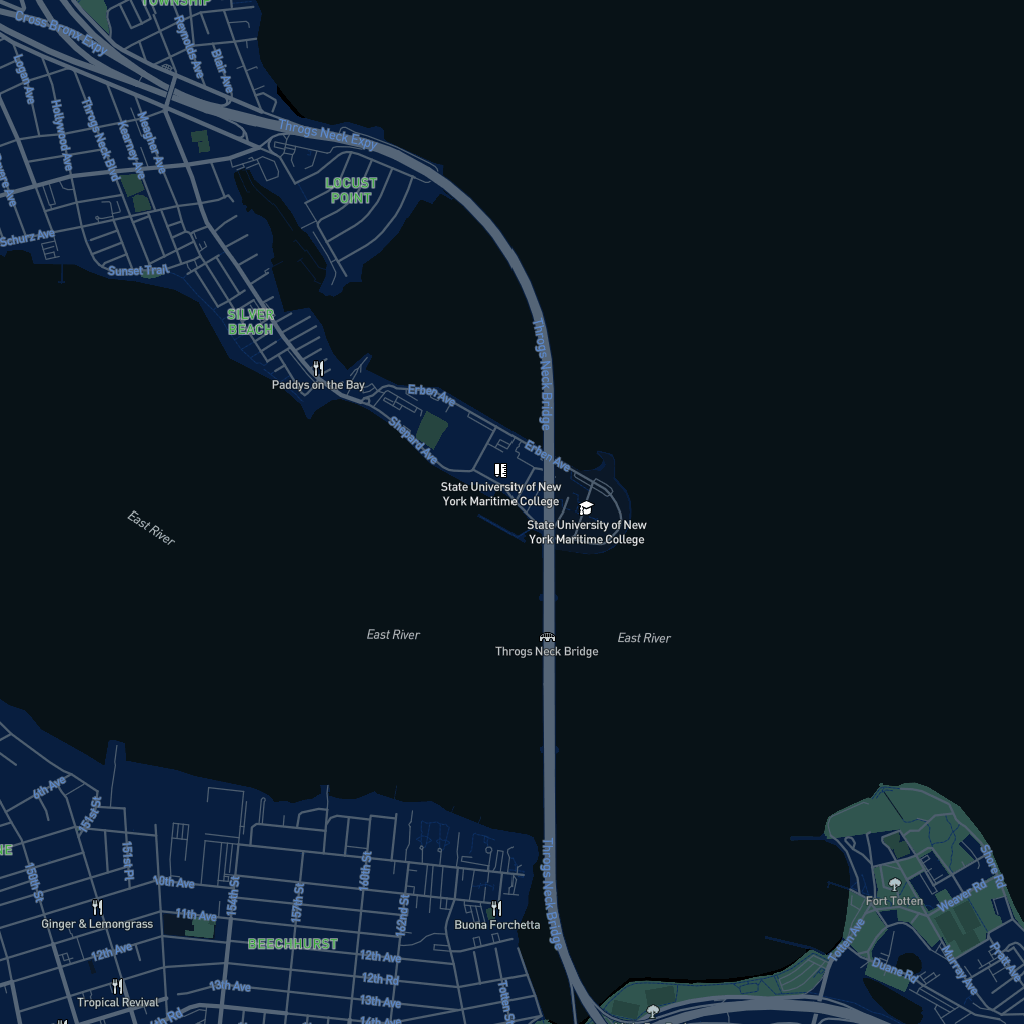 TOWNSHIP
Cross Bronx Expy
Reynolds Ave
Blair Ave
Logan Ave
Hollywood Ave
Throgs Neck Blvd
Kearney Ave
Meagher Ave
Throgs Neck Expy
LOCUST
POINT
Schurz Ave
Sunset Trail
SILVER
BEACH
Throgs Neck Bridge
Paddys on the Bay
Erben Ave
Shepard Ave
Erben Ave
State University of New
York Maritime College
State University of New
York Maritime College
East River
East River
East River
Throgs Neck Bridge
6th Ave
151st St
151st Pl
150th St
10th Ave
154th St
157th St
160th St
162nd St
Throgs Neck Bridge
Ginger & Lemongrass
11th Ave
Buona Forchetta
BEECHHURST
12th Ave
12th Ave
12th Rd
13th Ave
13th Ave
Tropical Revival
Totten St
Fort Totten
Shore Rd
Weaver Rd
Totten Ave
Duane Rd
Murray Ave
Pratt Ave